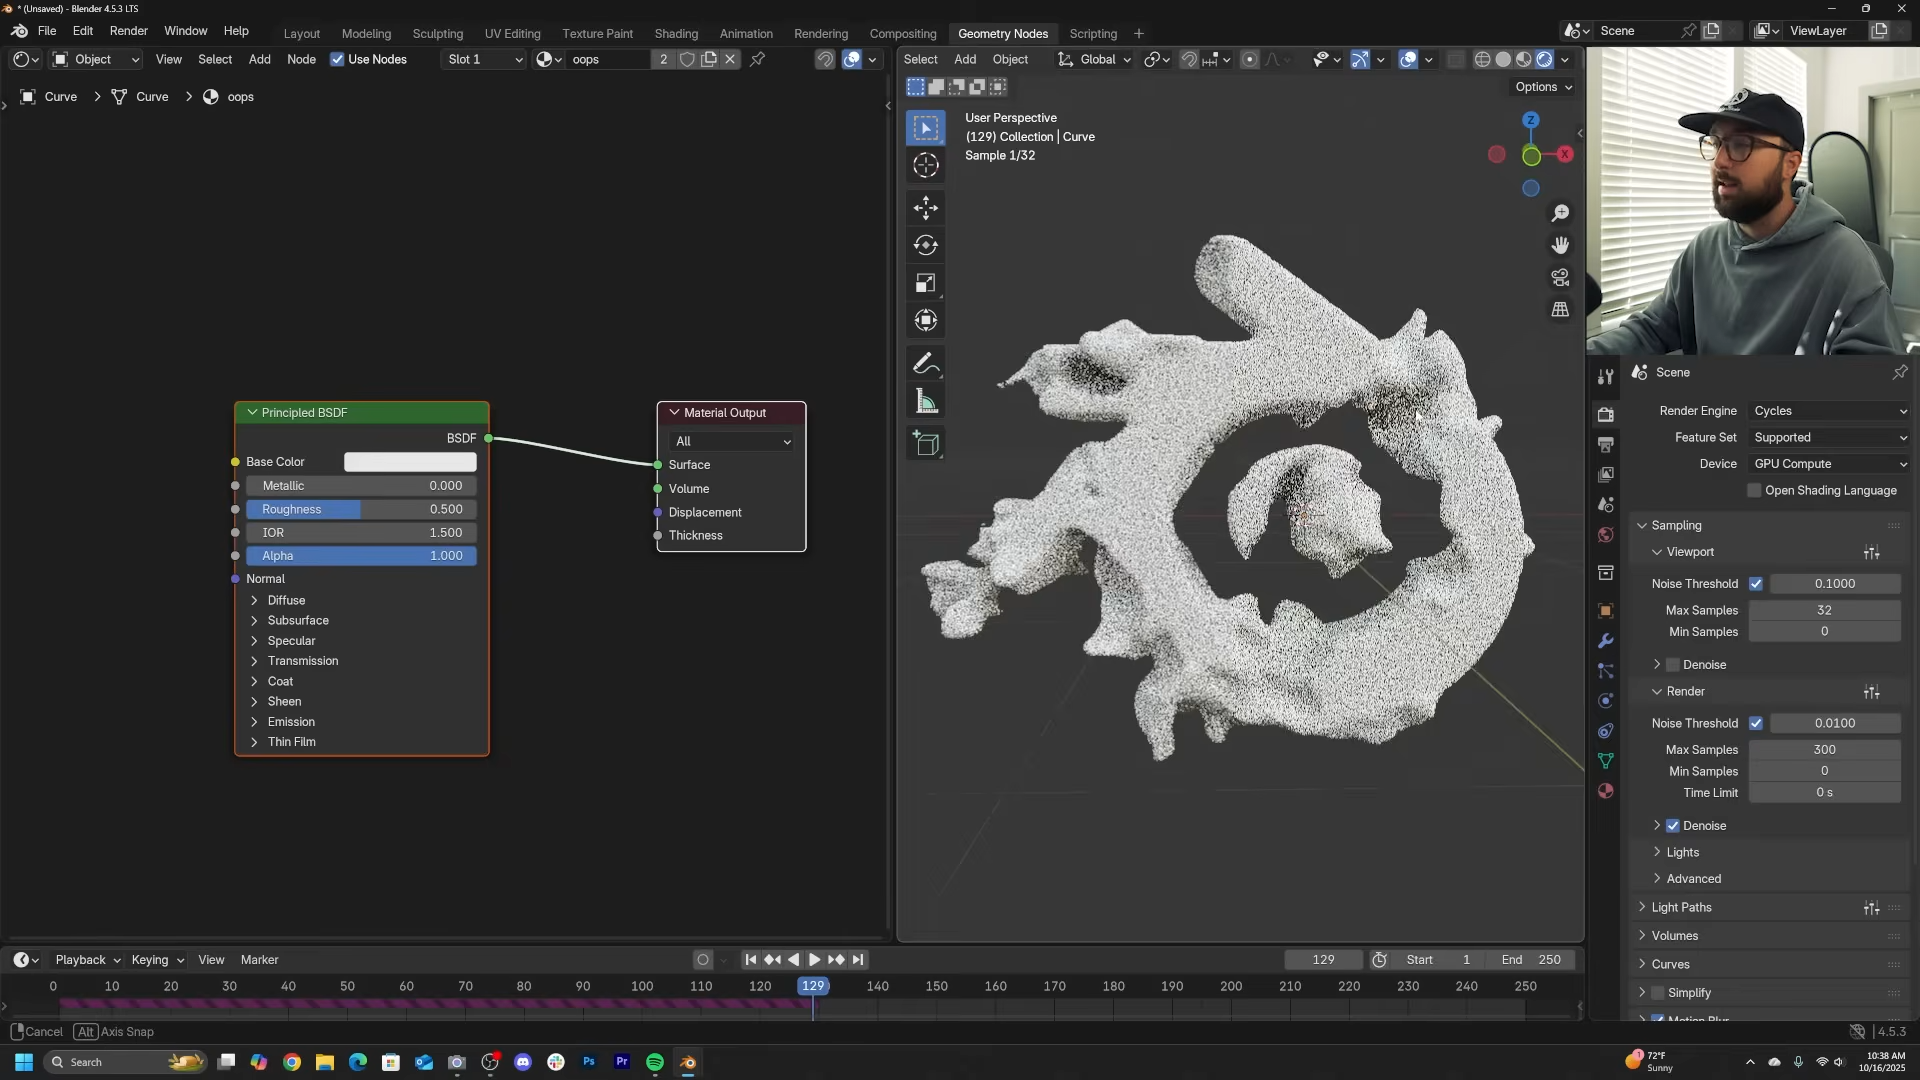 * (Unsaved) - Blender 4.5.3 LTS
File Edit Render Window Help Layout Modeling Sculpting UV Editing Texture Paint Shading Animation Rendering Compositing Geometry Nodes Scripting +
Scene
ViewLayer
Object View Select Add Node Use Nodes Slot 1 oops 2
Curve > Curve > oops
Select Add Object Global
Options
User Perspective
(129) Collection | Curve
Sample 1/32
Z
X
Principled BSDF
BSDF
Base Color
Metallic 0.000
Roughness 0.500
IOR 1.500
Alpha 1.000
Normal
Diffuse
Subsurface
Specular
Transmission
Coat
Sheen
Emission
Thin Film
Material Output
All
Surface
Volume
Displacement
Thickness
Scene
Render Engine Cycles
Feature Set Supported
Device GPU Compute
Open Shading Language
Sampling
Viewport
Noise Threshold 0.1000
Max Samples 32
Min Samples 0
Denoise
Render
Noise Threshold 0.0100
Max Samples 300
Min Samples 0
Time Limit 0 s
Denoise
Lights
Advanced
Light Paths
Volumes
Curves
Simplify
Motion Blur
Playback Keying View Marker
129 Start 1 End 250
0 10 20 30 40 50 60 70 80 90 100 110 120 129 140 150 160 170 180 190 200 210 220 230 240 250
Cancel Alt Axis Snap
4.5.3
Search
Ps
Pr
1
72°F
Sunny
10:38 AM
10/16/2025